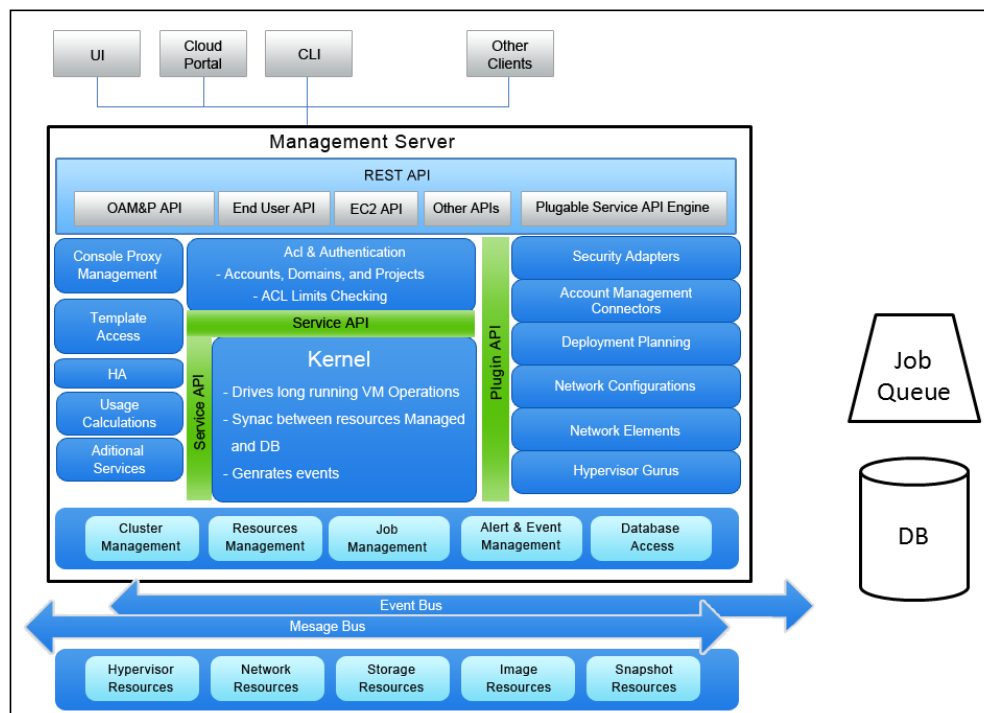 UI
Cloud
Portal
CLI
Other
Clients
Management Server
REST API
OAM&P API
End User API
EC2 API
Other APIs
Plugable Service API Engine
Console Proxy
Management
Template
Access
HA
Usage
Calculations
Aditional
Services
Acl & Authentication
- Accounts, Domains, and Projects
- ACL Limits Checking
Service API
Service API
Kernel
- Drives long running VM Operations
- Synac between resources Managed
and DB
- Genrates events
Plugin API
Security Adapters
Account Management
Connectors
Deployment Planning
Network Configurations
Network Elements
Hypervisor Gurus
Cluster
Management
Resources
Management
Job
Management
Alert & Event
Management
Database
Access
Job
Queue
DB
Event Bus
Message Bus
Hypervisor
Resources
Network
Resources
Storage
Resources
Image
Resources
Snapshot
Resources